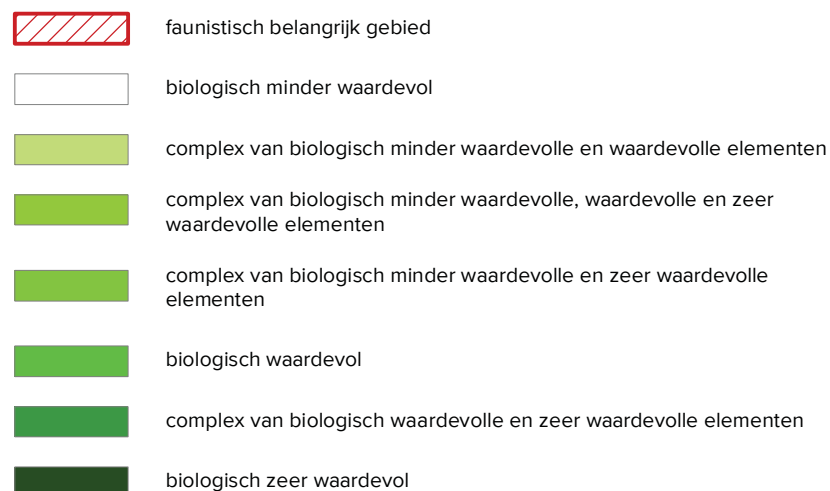 faunistisch belangrijk gebied
biologisch minder waardevol
complex van biologisch minder waardevolle en waardevolle elementen
complex van biologisch minder waardevolle, waardevolle en zeer
waardevolle elementen
complex van biologisch minder waardevolle en zeer waardevolle
elementen
biologisch waardevol
complex van biologisch waardevolle en zeer waardevolle elementen
biologisch zeer waardevol